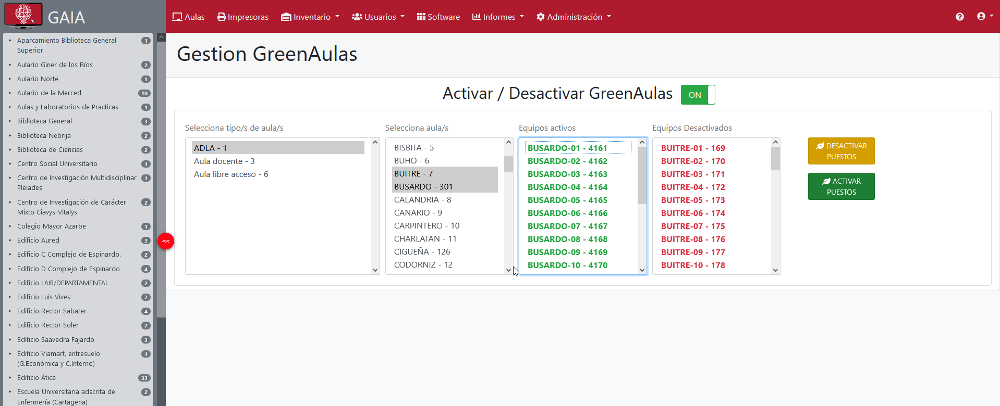 GAIA
Aulas
Impresoras
Inventario
Usuarios
Software
Informes
Administración
Aparcamiento Biblioteca General
Superior
1
Aulario Giner de los Ríos 2
Aulario Norte 1
Aulario de la Merced 10
Aulas y Laboratorios de Practicas 1
Biblioteca General 3
Biblioteca Nebrija 2
Biblioteca de Ciencias 2
Centro Social Universitario 1
Centro de Investigación Multidisciplinar
Pleiades
1
Centro de Investigación de Carácter
Mixto Ciavys-Vitalys
2
Colegio Mayor Azarbe 1
Edificio Aured 3
Edificio C Complejo de Espinardo. 2
Edificio D Complejo de Espinardo 4
Edificio LAIB/DEPARTAMENTAL 2
Edificio Luis Vives 7
Edificio Rector Sabater 4
Edificio Rector Soler 2
Edificio Saavedra Fajardo 3
Edificio Viamart, entresuelo
(G.Económica y C.Interno)
1
Edificio Ática 33
Escuela Universitaria adscrita de
Enfermería (Cartagena)
2
<<
Gestion GreenAulas
Activar / Desactivar GreenAulas ON
Selecciona tipo/s de aula/s
ADLA - 1
Aula docente - 3
Aula libre acceso - 6
Selecciona aula/s
BISBITA - 5
BUHO - 6
BUITRE - 7
BUSARDO - 301
CALANDRIA - 8
CANARIO - 9
CARPINTERO - 10
CHARLATAN - 11
CIGUEÑA - 126
CODORNIZ - 12
Equipos activos
BUSARDO-01 - 4161
BUSARDO-02 - 4162
BUSARDO-03 - 4163
BUSARDO-04 - 4164
BUSARDO-05 - 4165
BUSARDO-06 - 4166
BUSARDO-07 - 4167
BUSARDO-08 - 4168
BUSARDO-09 - 4169
BUSARDO-10 - 4170
Equipos Desactivados
BUITRE-01 - 169
BUITRE-02 - 170
BUITRE-03 - 171
BUITRE-04 - 172
BUITRE-05 - 173
BUITRE-06 - 174
BUITRE-07 - 175
BUITRE-08 - 176
BUITRE-09 - 177
BUITRE-10 - 178
DESACTIVAR
PUESTOS
ACTIVAR
PUESTOS